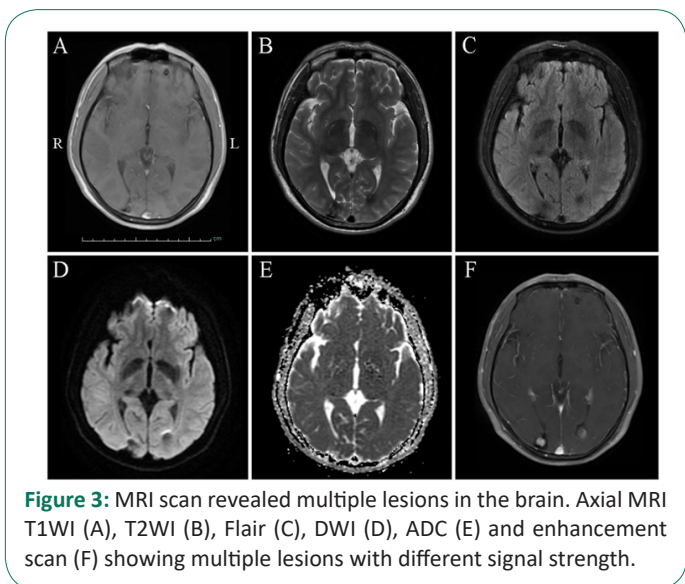 A
B
C
R
L
cm
D
E
F
Figure 3: MRI scan revealed multiple lesions in the brain. Axial MRI
T1WI (A), T2WI (B), Flair (C), DWI (D), ADC (E) and enhancement
scan (F) showing multiple lesions with different signal strength.